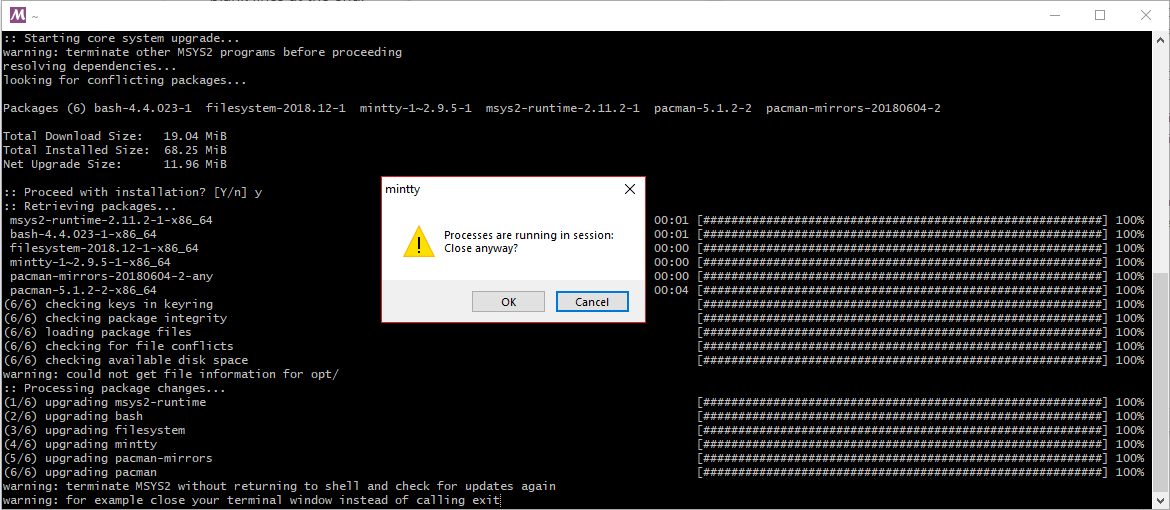 ~
:: Starting core system upgrade...
warning: terminate other MSYS2 programs before proceeding
resolving dependencies...
looking for conflicting packages...
Packages (6) bash-4.4.023-1  filesystem-2018.12-1  mintty-1~2.9.5-1  msys2-runtime-2.11.2-1  pacman-5.1.2-2  pacman-mirrors-20180604-2
Total Download Size:   19.04 MiB
Total Installed Size:  68.25 MiB
Net Upgrade Size:      11.96 MiB
:: Proceed with installation? [Y/n] y
:: Retrieving packages...
msys2-runtime-2.11.2-1-x86_64 00:01 [#########################################################] 100%
bash-4.4.023-1-x86_64 00:01 [#########################################################] 100%
filesystem-2018.12-1-x86_64 00:00 [#########################################################] 100%
mintty-1~2.9.5-1-x86_64 00:00 [#########################################################] 100%
pacman-mirrors-20180604-2-any 00:00 [#########################################################] 100%
pacman-5.1.2-2-x86_64 00:04 [#########################################################] 100%
(6/6) checking keys in keyring [#########################################################] 100%
(6/6) checking package integrity [#########################################################] 100%
(6/6) loading package files [#########################################################] 100%
(6/6) checking for file conflicts [#########################################################] 100%
(6/6) checking available disk space [#########################################################] 100%
warning: could not get file information for opt/
:: Processing package changes...
(1/6) upgrading msys2-runtime [#########################################################] 100%
(2/6) upgrading bash [#########################################################] 100%
(3/6) upgrading filesystem [#########################################################] 100%
(4/6) upgrading mintty [#########################################################] 100%
(5/6) upgrading pacman-mirrors [#########################################################] 100%
(6/6) upgrading pacman [#########################################################] 100%
warning: terminate MSYS2 without returning to shell and check for updates again
warning: for example close your terminal window instead of calling exit
mintty
Processes are running in session:
Close anyway?
OK
Cancel